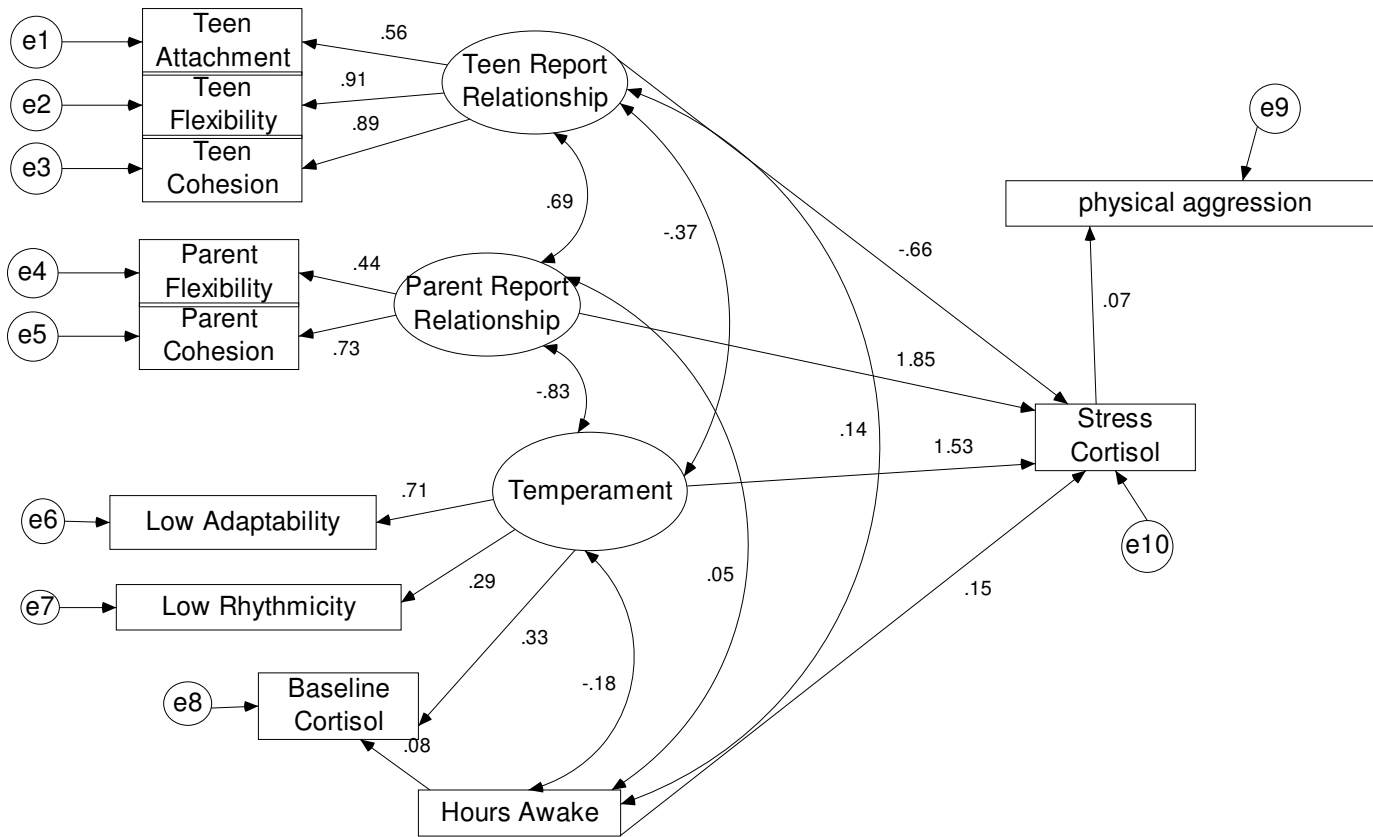 e1
Teen
Attachment
.56
e2
Teen
Flexibility
.91
e3
Teen
Cohesion
.89
Teen Report
Relationship
e9
physical aggression
.69
-.37
-.66
.07
e4
Parent
Flexibility
.44
e5
Parent
Cohesion
.73
Parent Report
Relationship
1.85
-.83
.14
Stress
Cortisol
1.53
e10
Temperament
e6
Low Adaptability
.71
e7
Low Rhythmicity
.29
.33
.05
.15
-.18
e8
Baseline
Cortisol
.08
Hours Awake